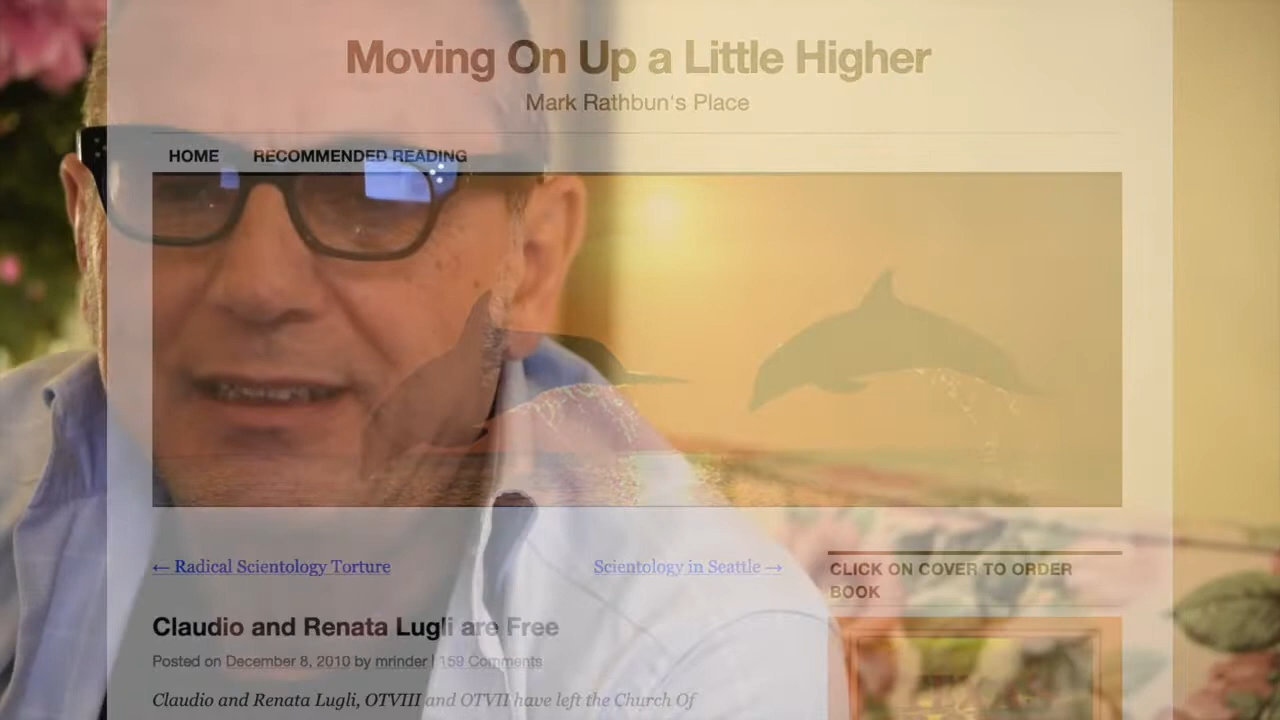 Moving On Up a Little Higher
Mark Rathbun's Place
HOME RECOMMENDED READING
← Radical Scientology Torture Scientology in Seattle →
CLICK ON COVER TO ORDER
BOOK
Claudio and Renata Lugli are Free
Posted on December 8, 2010 by mrinder | 159 Comments
Claudio and Renata Lugli, OTVIII and OTVII have left the Church Of